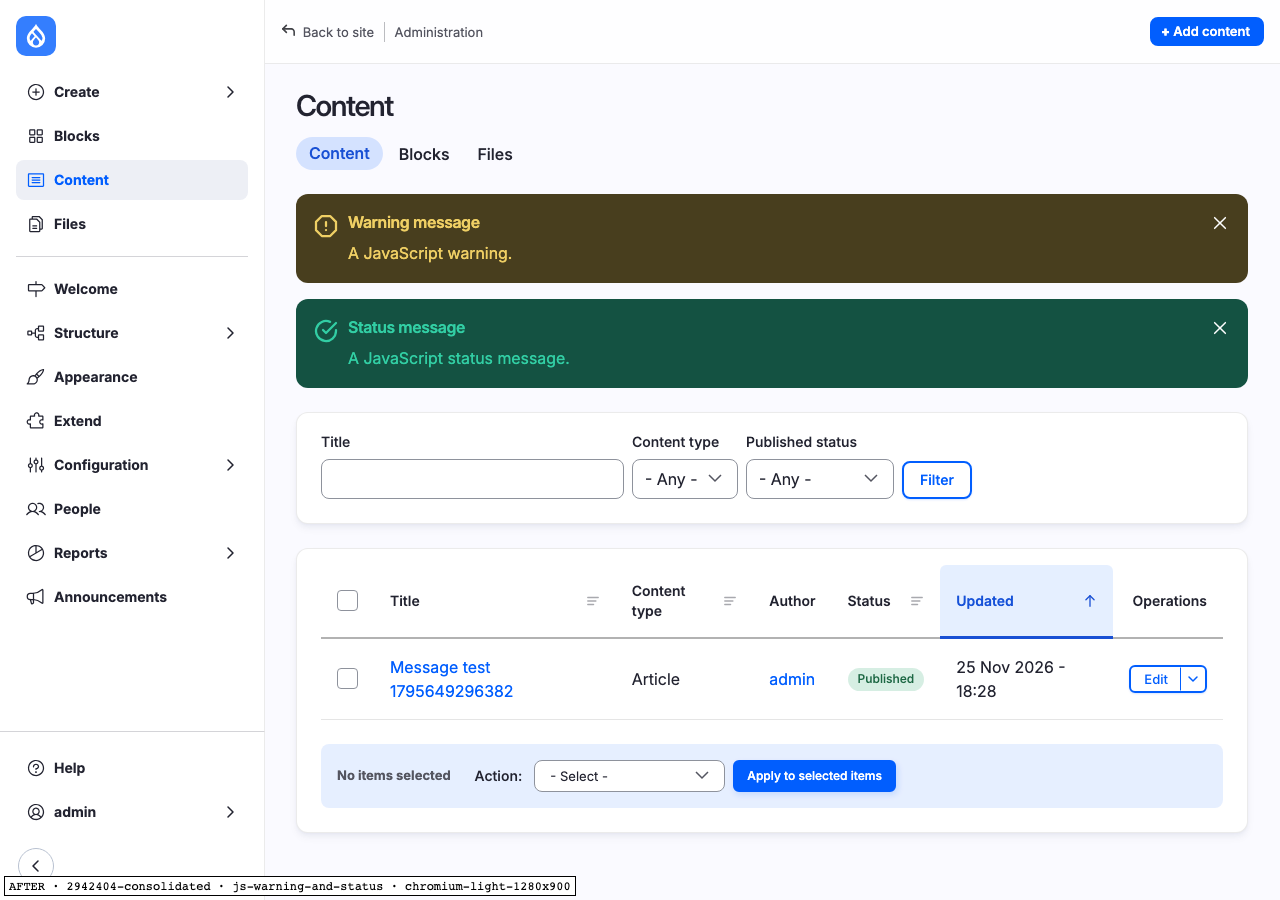 Back to site
Administration
+ Add content
Create
Blocks
Content
Files
Welcome
Structure
Appearance
Extend
Configuration
People
Reports
Announcements
Help
admin
Content
Content Blocks Files
Warning message
A JavaScript warning.
Status message
A JavaScript status message.
Title Content type Published status
- Any - - Any - Filter
Title Content type Author Status Updated Operations
Message test
1795649296382
Article
admin
Published
25 Nov 2026 -
18:28
Edit
No items selected Action: - Select - Apply to selected items
AFTER · 2942404-consolidated · js-warning-and-status · chromium-light-1280x900